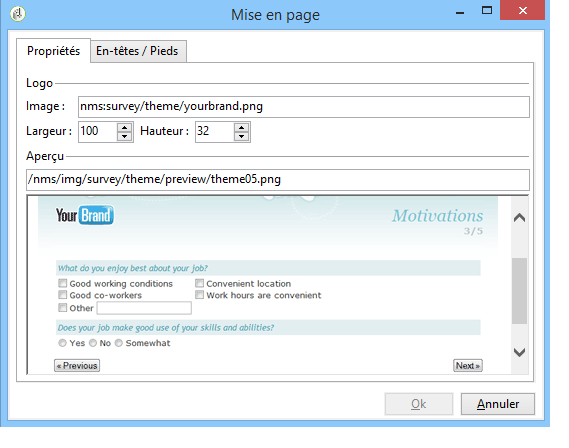 Mise en page
Propriétés En-têtes / Pieds
Logo
Image : nms:survey/theme/yourbrand.png
Largeur : 100 Hauteur : 32
Aperçu
/nms/img/survey/theme/preview/theme05.png
Your Brand Motivations
3/5
What do you enjoy best about your job?
Good working conditions Convenient location
Good co-workers Work hours are convenient
Other
Does your job make good use of your skills and abilities?
Yes No Somewhat
« Previous Next »
Ok Annuler